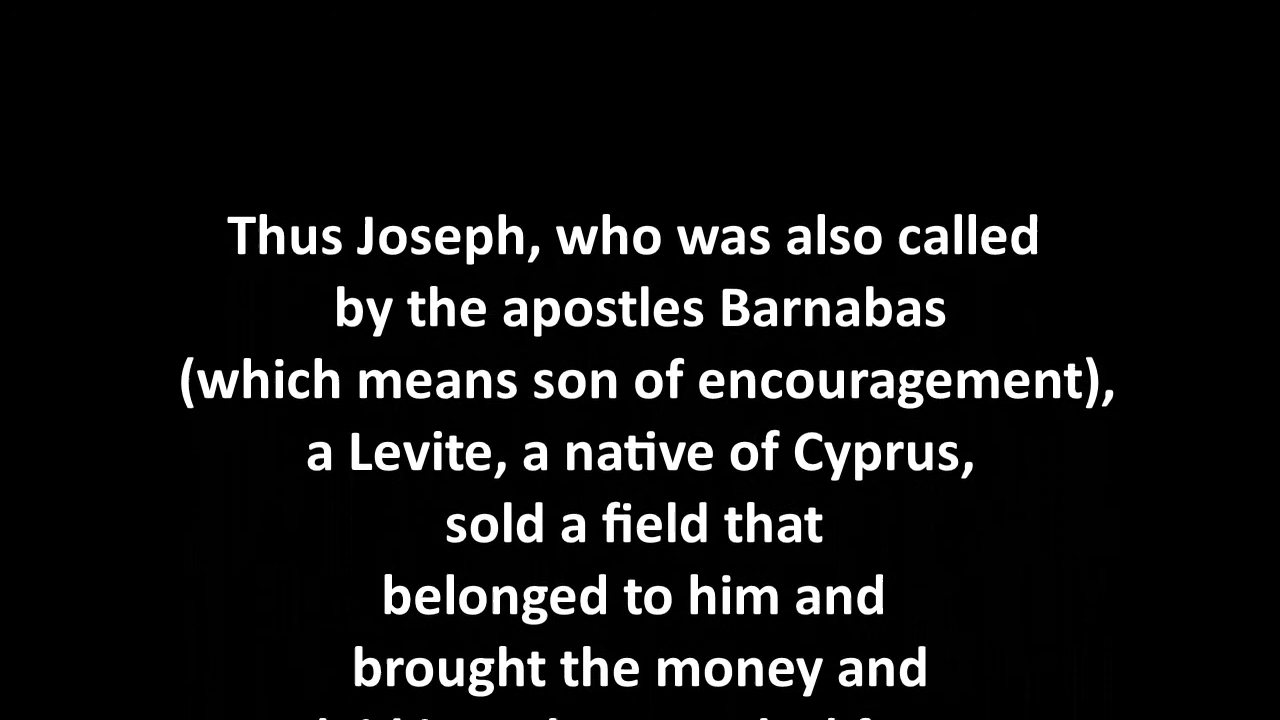 Thus Joseph, who was also called
by the apostles Barnabas
(which means son of encouragement),
a Levite, a native of Cyprus,
sold a field that
belonged to him and
brought the money and